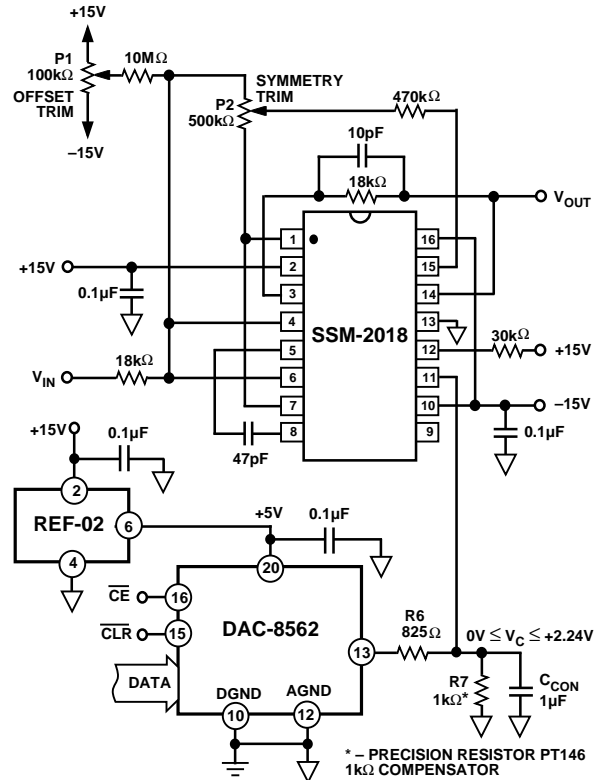 +15V
P1
100kΩ
OFFSET
TRIM
–15V
10MΩ
SYMMETRY
TRIM
P2
500kΩ
470kΩ
10pF
18kΩ
V_OUT
1
16
+15V
2
15
0.1µF
3
14
4
SSM-2018
13
30kΩ
5
12
+15V
V_IN
18kΩ
6
11
7
10
–15V
8
9
47pF
0.1µF
+15V
0.1µF
2
REF-02
6
4
+5V
0.1µF
20
CE
16
CLR
15
DAC-8562
13
R6
825Ω
0V ≤ V_C ≤ +2.24V
DATA
R7
1kΩ*
C_CON
1µF
DGND
AGND
10
12
* – PRECISION RESISTOR PT146
1kΩ COMPENSATOR